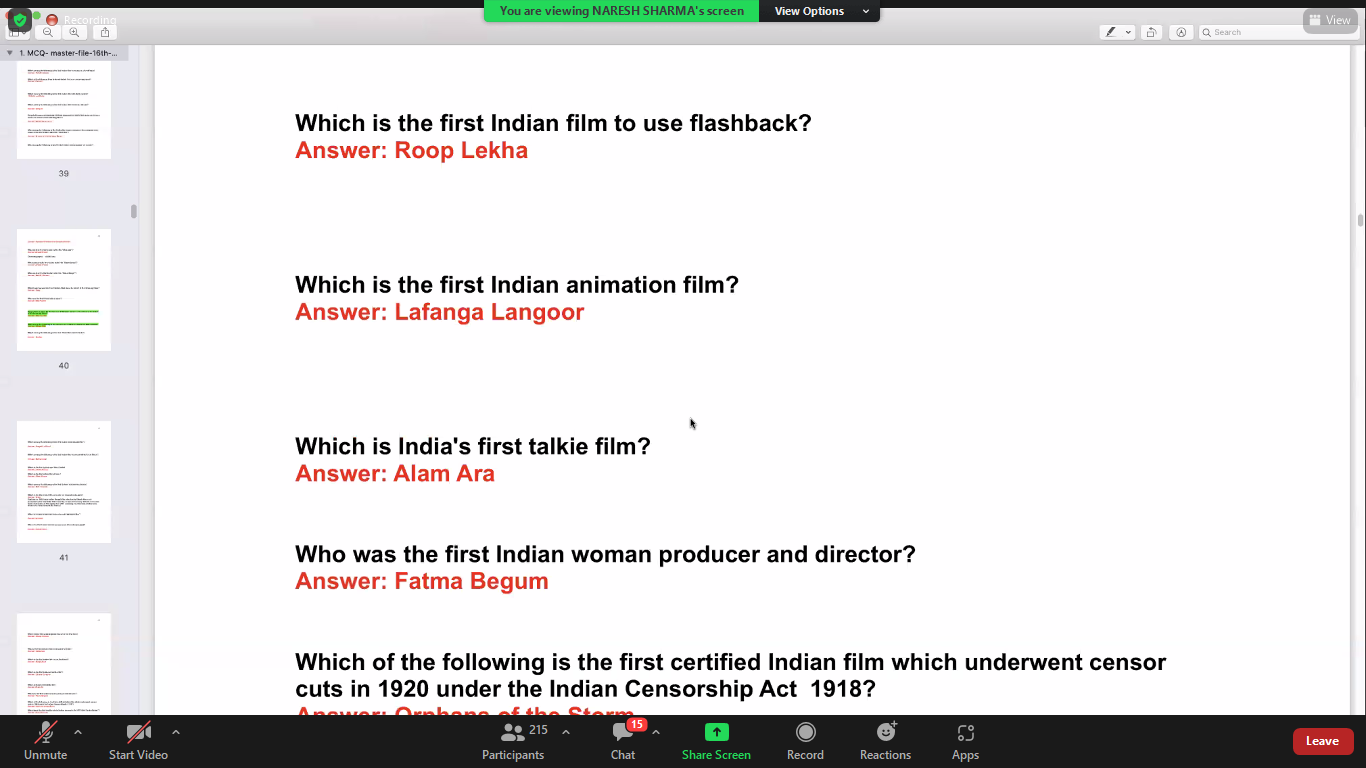 You are viewing NARESH SHARMA's screen
View Options
Recording
View
Search
1. MCQ- master-file-16th-...
39
40
41
Which is the first Indian film to use flashback?
Answer: Roop Lekha
Which is the first Indian animation film?
Answer: Lafanga Langoor
Which is India's first talkie film?
Answer: Alam Ara
Who was the first Indian woman producer and director?
Answer: Fatma Begum
Which of the following is the first certified Indian film which underwent censor
cuts in 1920 under the Indian Censorship Act 1918?
Answer: Orphans of the Storm
Unmute
Start Video
215
Participants
15
Chat
Share Screen
Record
Reactions
Apps
Leave